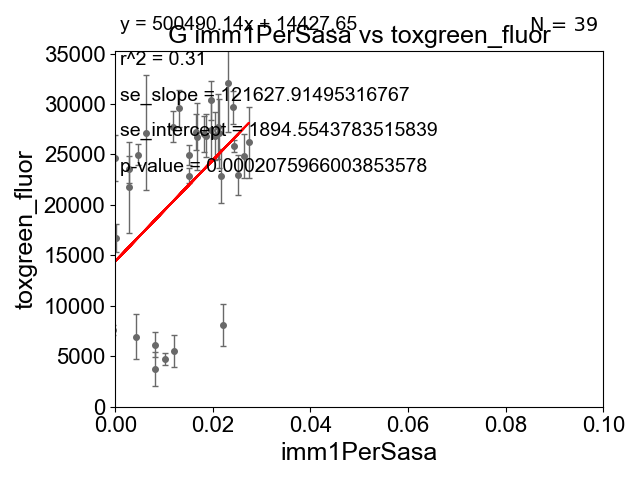 y = 500490.14x + 14427.65
N = 39
G imm1PerSasa vs toxgreen_fluor
r^2 = 0.31
se_slope = 121627.91495316767
se_intercept = 1894.5543783515839
p-value = 0.0002075966003853578
toxgreen_fluor
35000
30000
25000
20000
15000
10000
5000
0
0.00 0.02 0.04 0.06 0.08 0.10
imm1PerSasa